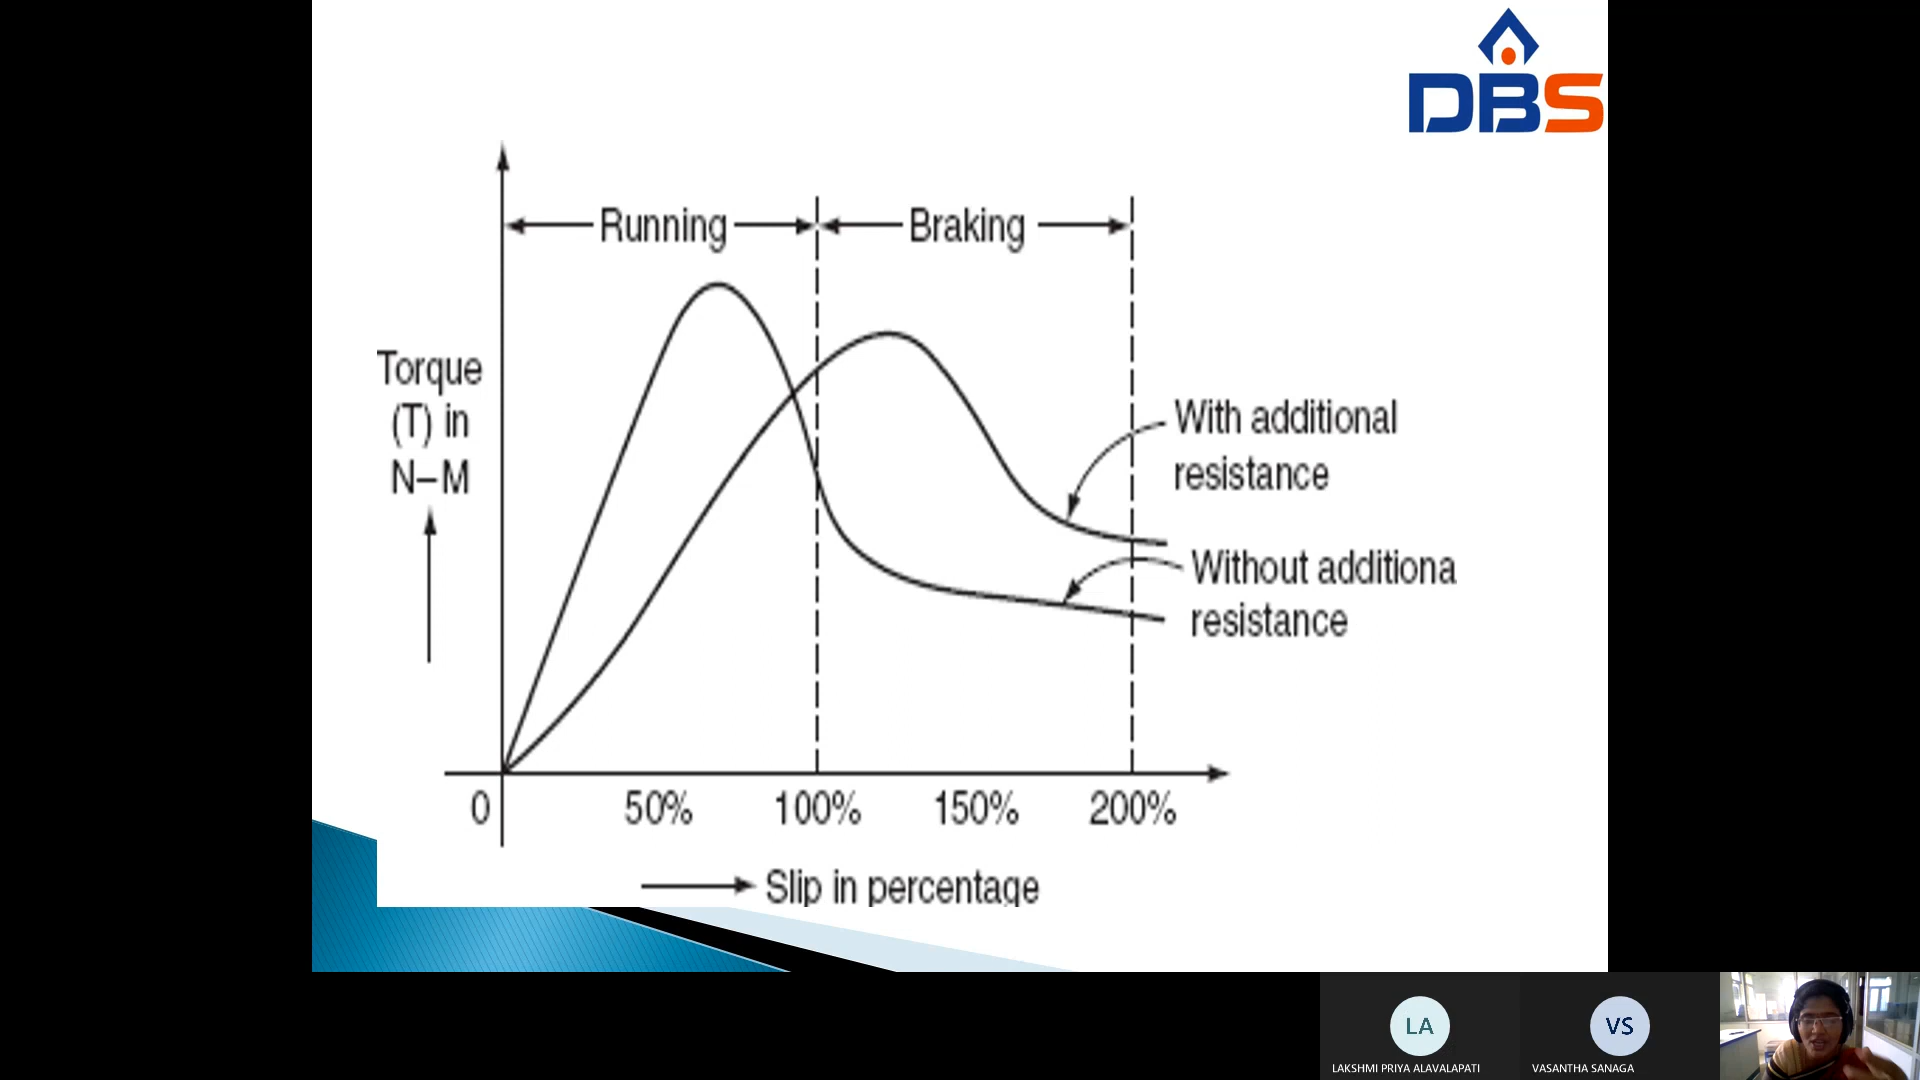 DBS
Running
Braking
Torque
(T) in
N–M
With additional
resistance
Without additiona
resistance
0 50% 100% 150% 200%
Slip in percentage
LA
VS
LAKSHMI PRIYA ALAVALAPATI
VASANTHA SANAGA